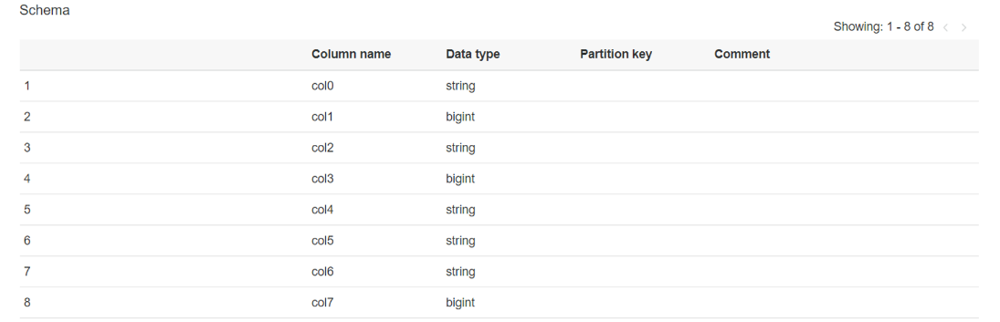 Schema
Showing: 1 - 8 of 8 < >
Column name Data type Partition key Comment
1 col0 string
2 col1 bigint
3 col2 string
4 col3 bigint
5 col4 string
6 col5 string
7 col6 string
8 col7 bigint